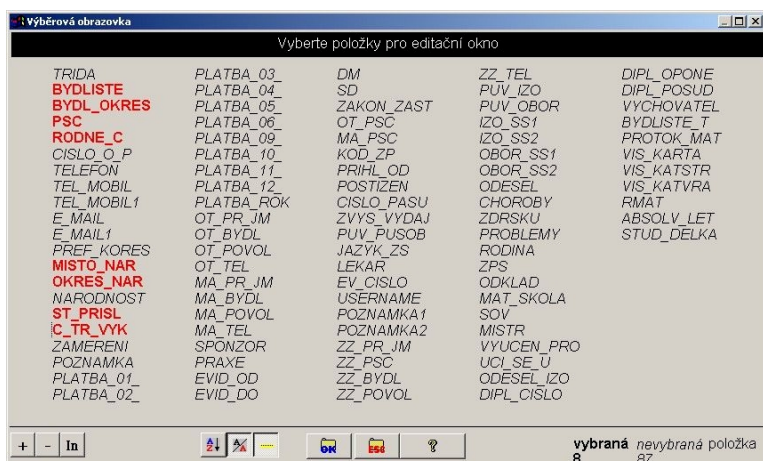 Výběrová obrazovka
Vyberte položky pro editační okno
TRIDA
BYDLISTE
BYDL_OKRES
PSC
RODNE_C
CISLO_O_P
TELEFON
TEL_MOBIL
TEL_MOBIL1
E_MAIL
E_MAIL1
PREF_KORES
MISTO_NAR
OKRES_NAR
NARODNOST
ST_PRISL
C_TR_VYK
ZAMERENI
POZNAMKA
PLATBA_01_
PLATBA_02_
PLATBA_03_
PLATBA_04_
PLATBA_05_
PLATBA_06_
PLATBA_09_
PLATBA_10_
PLATBA_11_
PLATBA_12_
PLATBA_ROK
OT_PR_JM
OT_BYDL
OT_POVOL
OT_TEL
MA_PR_JM
MA_BYDL
MA_POVOL
MA_TEL
SPONZOR
PRAXE
EVID_OD
EVID_DO
DM
SD
ZAKON_ZAST
OT_PSC
MA_PSC
KOD_ZP
PRIHL_OD
POSTIZEN
CISLO_PASU
ZVYS_VYDAJ
PUV_PUSOB
JAZYK_ZS
LEKAR
EV_CISLO
USERNAME
POZNAMKA1
POZNAMKA2
ZZ_PR_JM
ZZ_PSC
ZZ_BYDL
ZZ_POVOL
ZZ_TEL
PUV_IZO
PUV_OBOR
IZO_SS1
IZO_SS2
OBOR_SS1
OBOR_SS2
ODESEL
CHOROBY
ZDRSKU
PROBLEMY
RODINA
ZPS
ODKLAD
MAT_SKOLA
SOV
MISTR
VYUCEN_PRO
UCI_SE_U
ODESEL_IZO
DIPL_CISLO
DIPL_OPONE
DIPL_POSUD
VYCHOVATEL
BYDLISTE_T
PROTOK_MAT
VIS_KARTA
VIS_KATSTR
VIS_KATVRA
RMAT
ABSOLV_LET
STUD_DELKA
+ - In
OK ESC ?
vybraná nevybraná položka
8 87